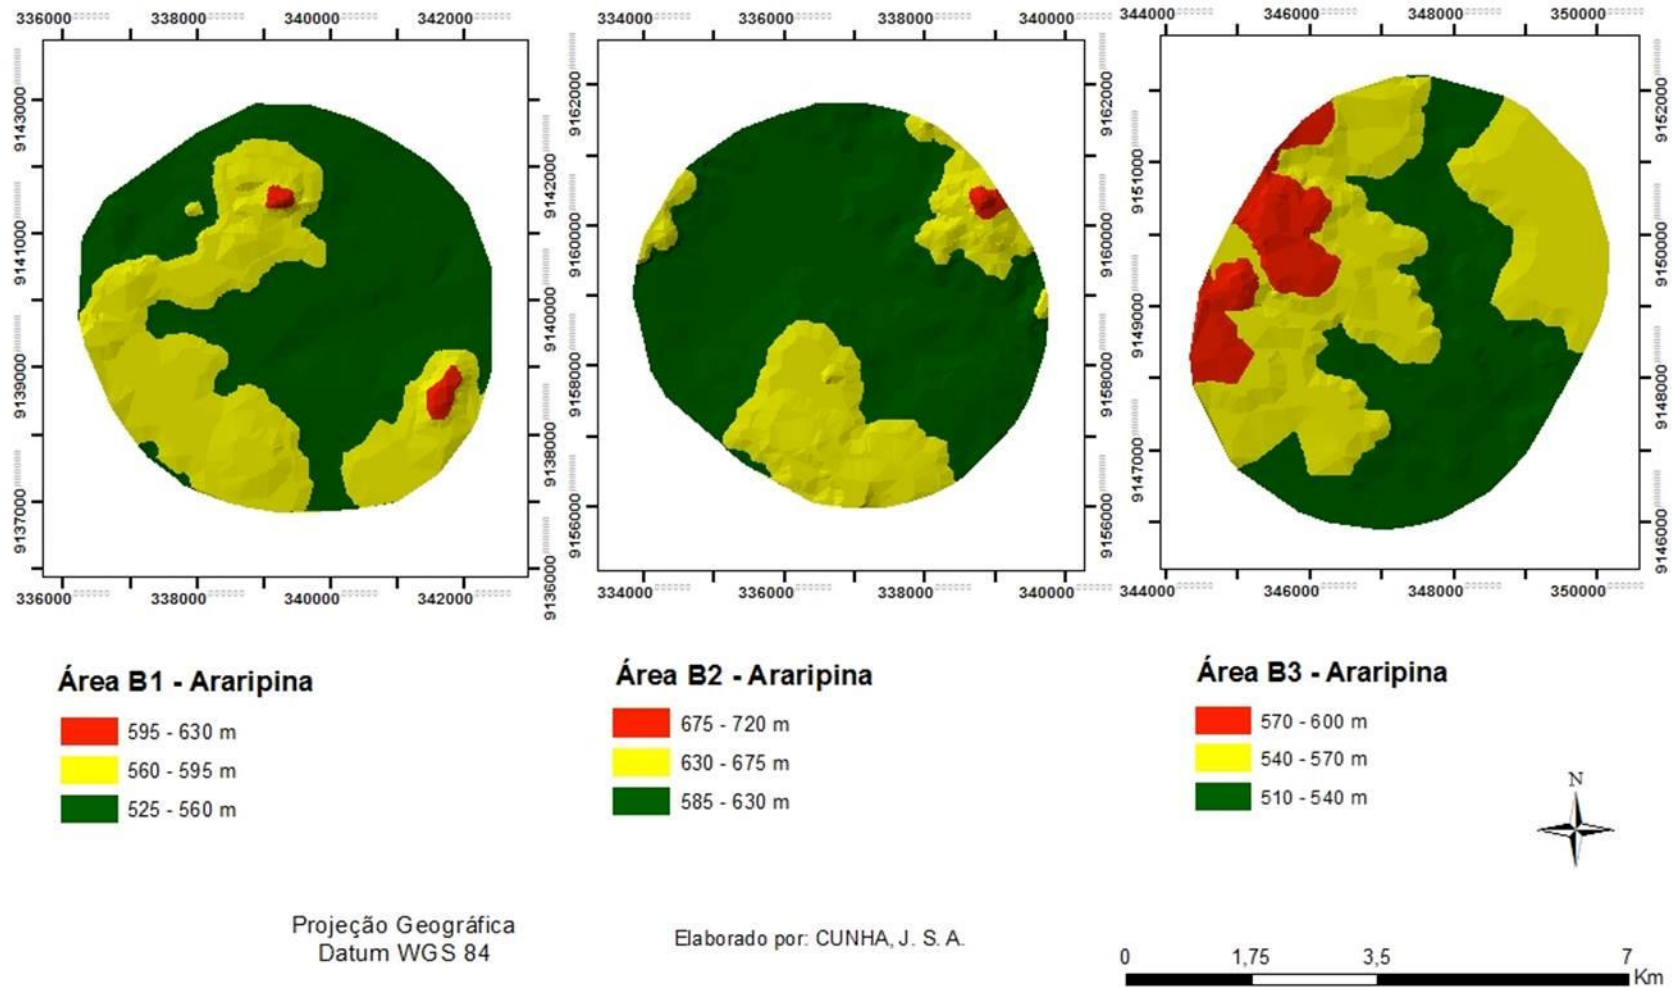 336000 338000 340000 342000
334000 336000 338000 340000
344000 346000 348000 350000
9143000
9141000
9139000
9137000
9142000
9140000
9138000
9136000
9162000
9160000
9158000
9156000
9162000
9160000
9158000
9156000
9151000
9149000
9147000
9152000
9150000
9148000
9146000
336000 338000 340000 342000
334000 336000 338000 340000
344000 346000 348000 350000
Área B1 - Araripina
595 - 630 m
560 - 595 m
525 - 560 m
Área B2 - Araripina
675 - 720 m
630 - 675 m
585 - 630 m
Área B3 - Araripina
570 - 600 m
540 - 570 m
510 - 540 m
N
Projeção Geográfica
Datum WGS 84
Elaborado por: CUNHA, J. S. A.
0 1,75 3,5 7
Km